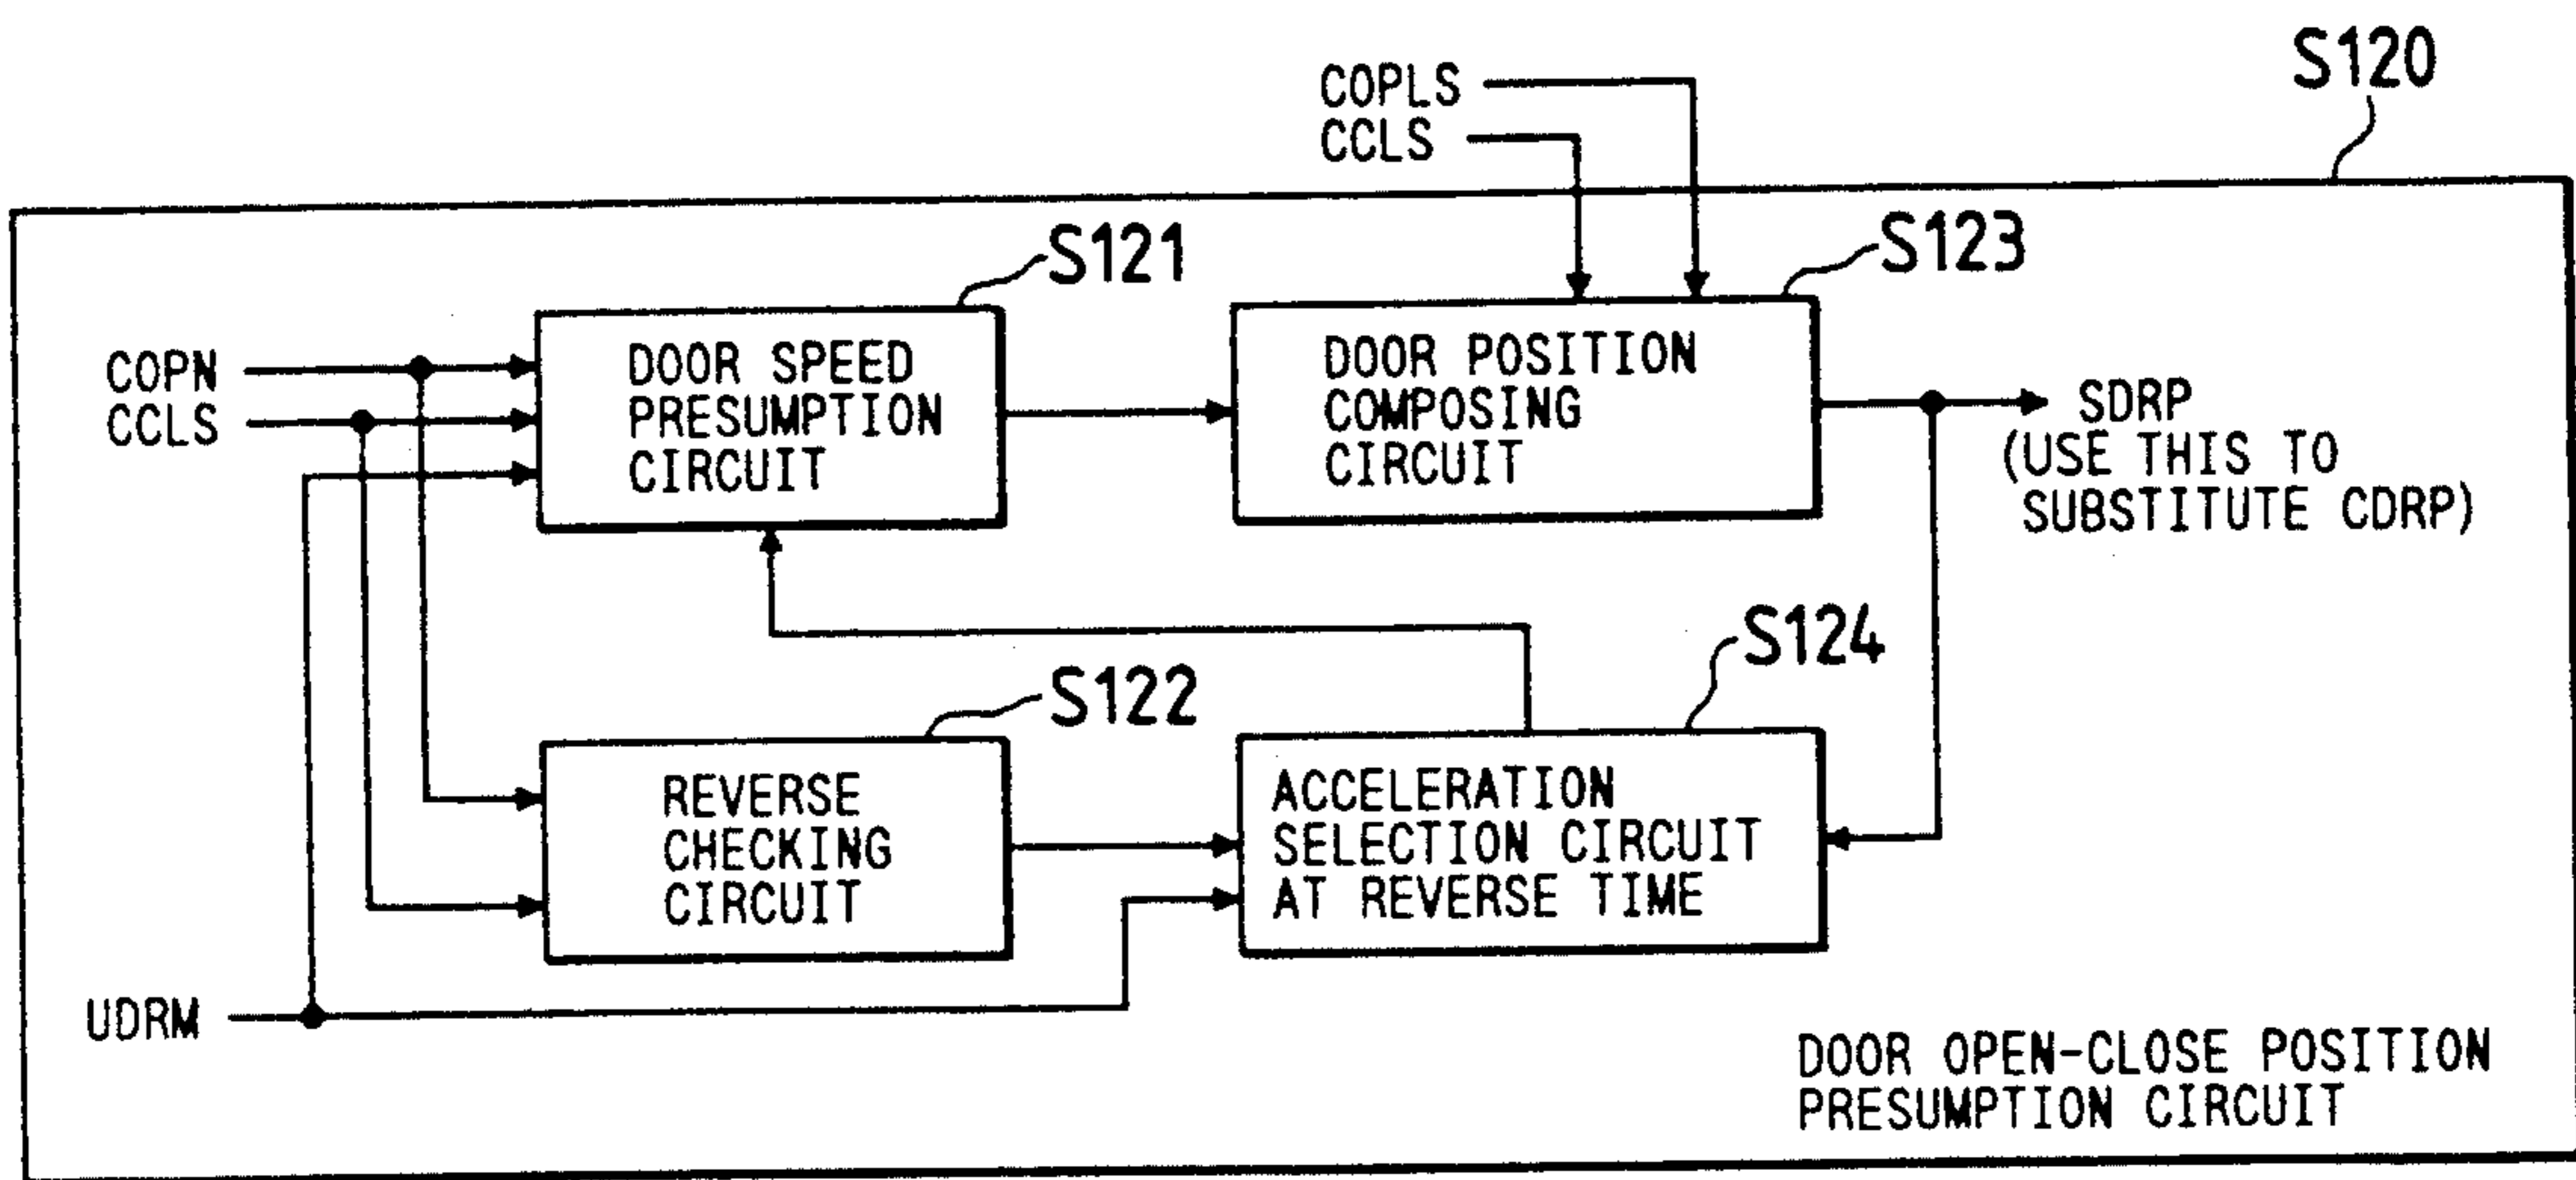 S120
COPLS
CCLS
S121
S123
COPN
CCLS
DOOR SPEED
PRESUMPTION
CIRCUIT
DOOR POSITION
COMPOSING
CIRCUIT
SDRP
(USE THIS TO
SUBSTITUTE CDRP)
S122
S124
REVERSE
CHECKING
CIRCUIT
ACCELERATION
SELECTION CIRCUIT
AT REVERSE TIME
UDRM
DOOR OPEN-CLOSE POSITION
PRESUMPTION CIRCUIT